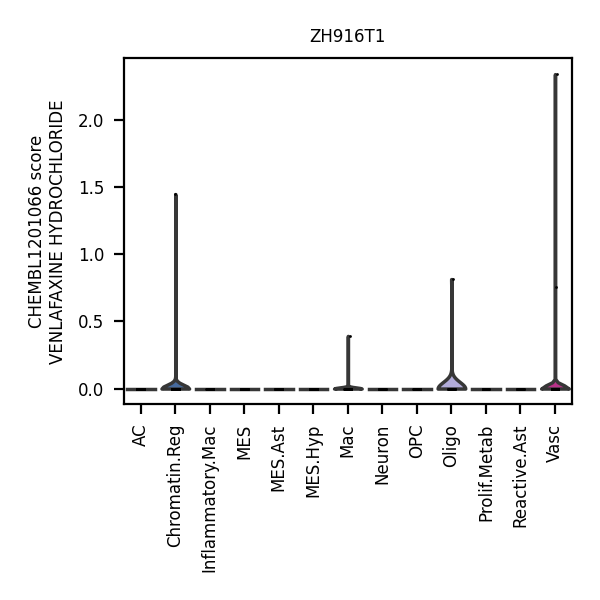 ZH916T1
CHEMBL1201066 score
VENLAFAXINE HYDROCHLORIDE
2.0
1.5
1.0
0.5
0.0
AC
Chromatin.Reg
Inflammatory.Mac
MES
MES.Ast
MES.Hyp
Mac
Neuron
OPC
Oligo
Prolif.Metab
Reactive.Ast
Vasc